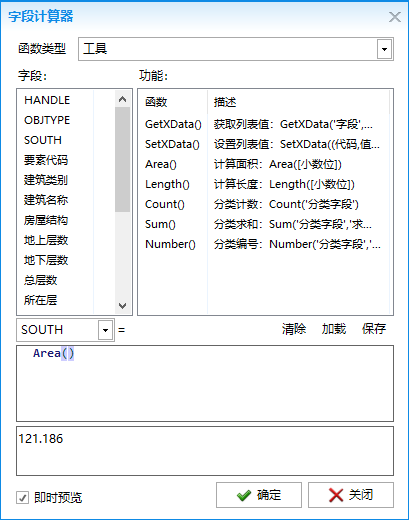 字段计算器
函数类型 工具
字段: 功能:
HANDLE
OBJTYPE
SOUTH
要素代码
建筑类别
建筑名称
房屋结构
地上层数
地下层数
总层数
所在层
函数 描述
GetXData() 获取列表值: GetXData('字段',...
SetXData() 设置列表值: SetXData((代码,值...
Area() 计算面积: Area([小数位])
Length() 计算长度: Length([小数位])
Count() 分类计数: Count('分类字段')
Sum() 分类求和: Sum('分类字段','求...
Number() 分类编号: Number('分类字段','...
SOUTH = 清除 加载 保存
Area()
121.186
即时预览 确定 关闭